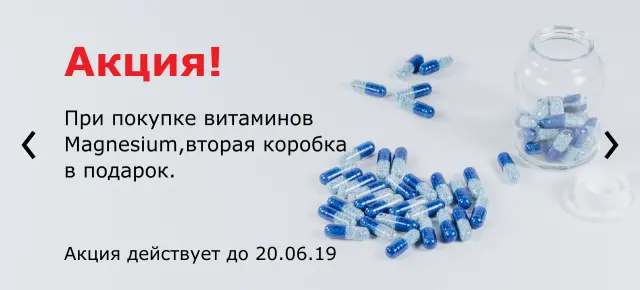 Акция!
При покупке витаминов
Magnesium,вторая коробка
в подарок.
Акция действует до 20.06.19